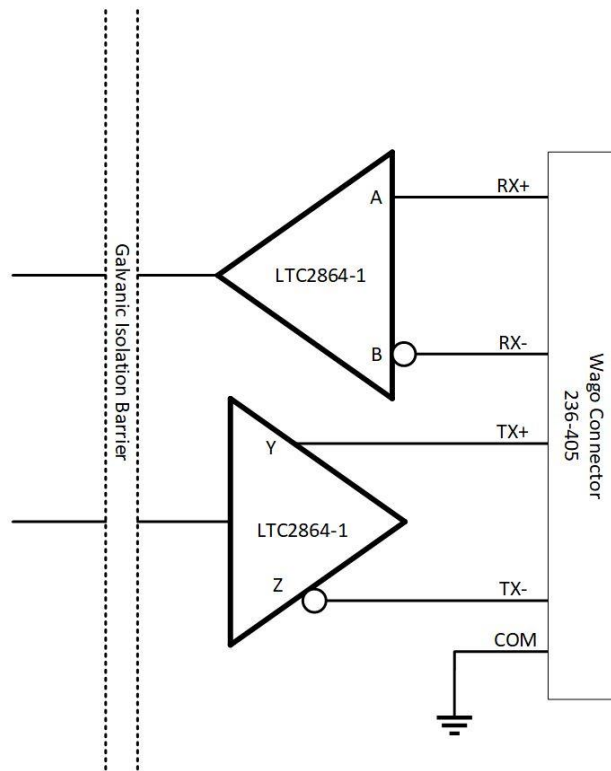 Galvanic Isolation Barrier
A
RX+
LTC2864-1
B
RX-
Wago Connector
236-405
Y
TX+
LTC2864-1
Z
TX-
COM